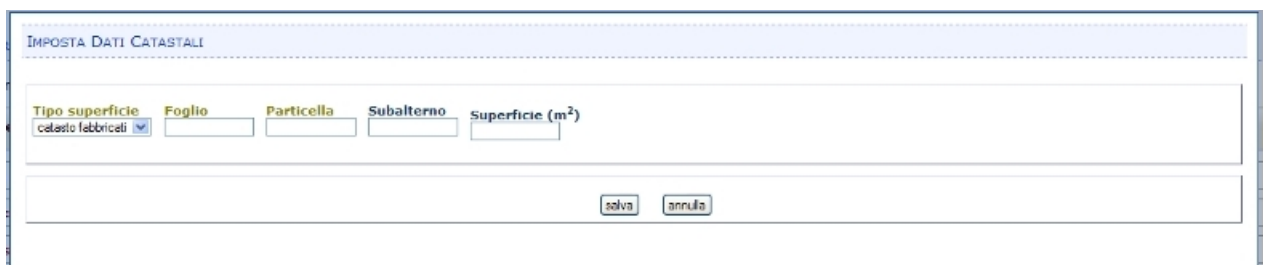 IMPOSTA DATI CATASTALI
Tipo superficie Foglio Particella Subalterno Superficie (m²)
catasto fabbricati
salva annulla